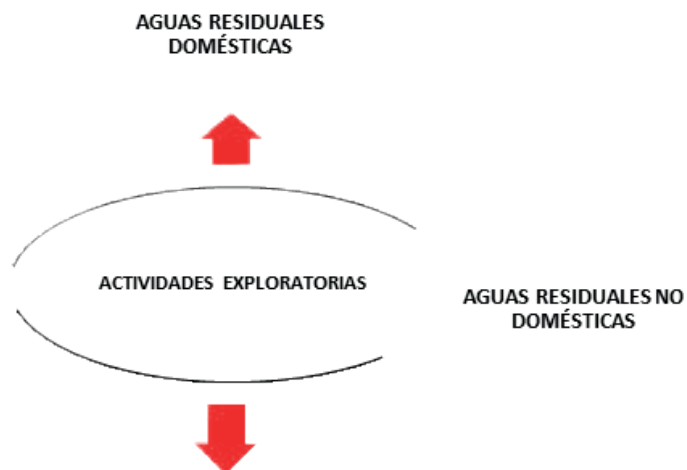 AGUAS RESIDUALES
DOMÉSTICAS
ACTIVIDADES EXPLORATORIAS
AGUAS RESIDUALES NO
DOMÉSTICAS